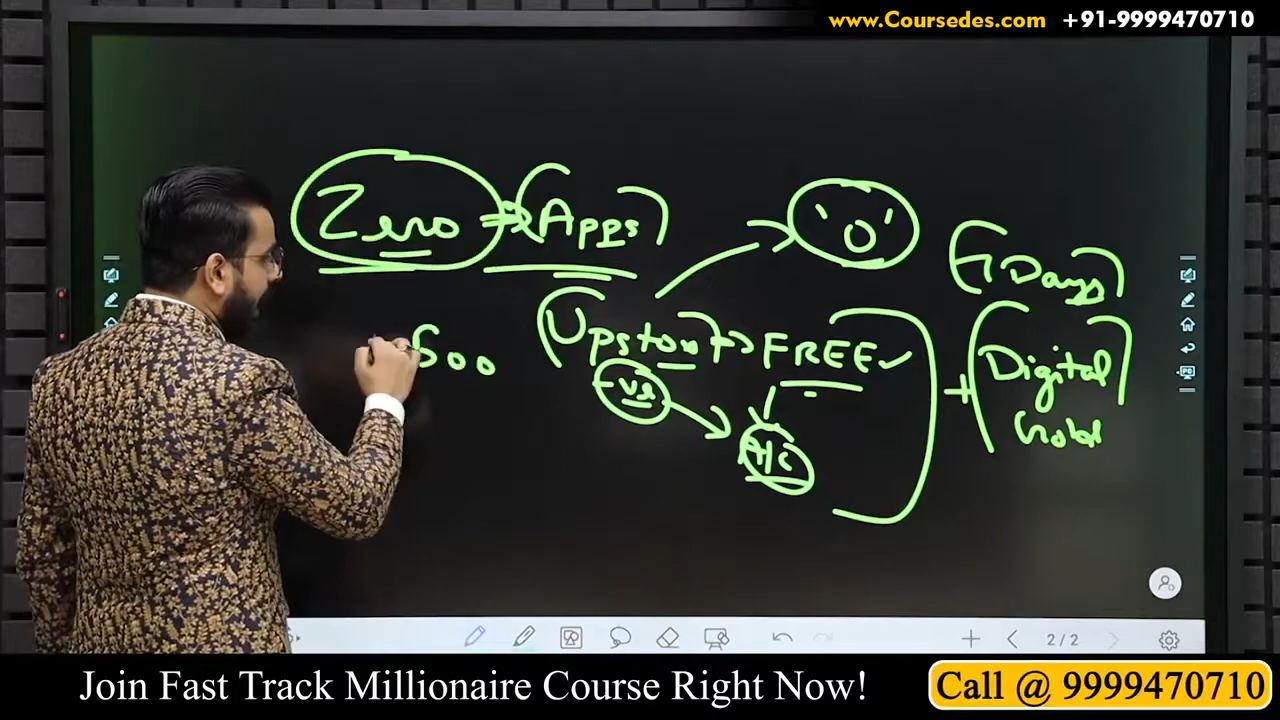 www.Coursedes.com +91-9999470710
Zero (Apps)
'0'
(7 Days)
(Upstox) FREE
600
+ (Digital
Gold
A/C
2/2
Join Fast Track Millionaire Course Right Now!
Call @ 9999470710